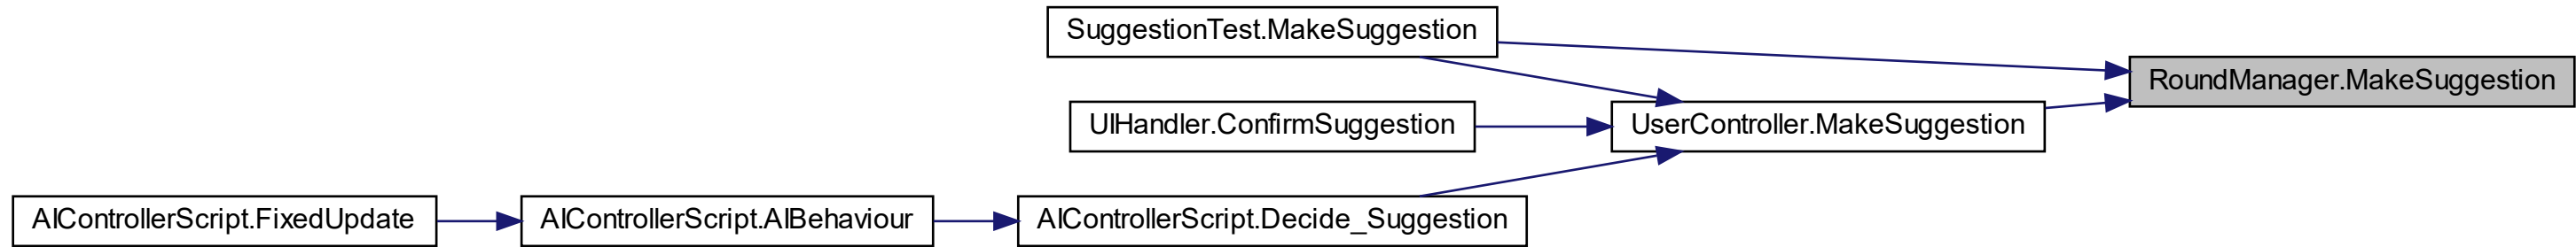 SuggestionTest.MakeSuggestion
RoundManager.MakeSuggestion
UIHandler.ConfirmSuggestion
UserController.MakeSuggestion
AIControllerScript.FixedUpdate
AIControllerScript.AIBehaviour
AIControllerScript.Decide_Suggestion